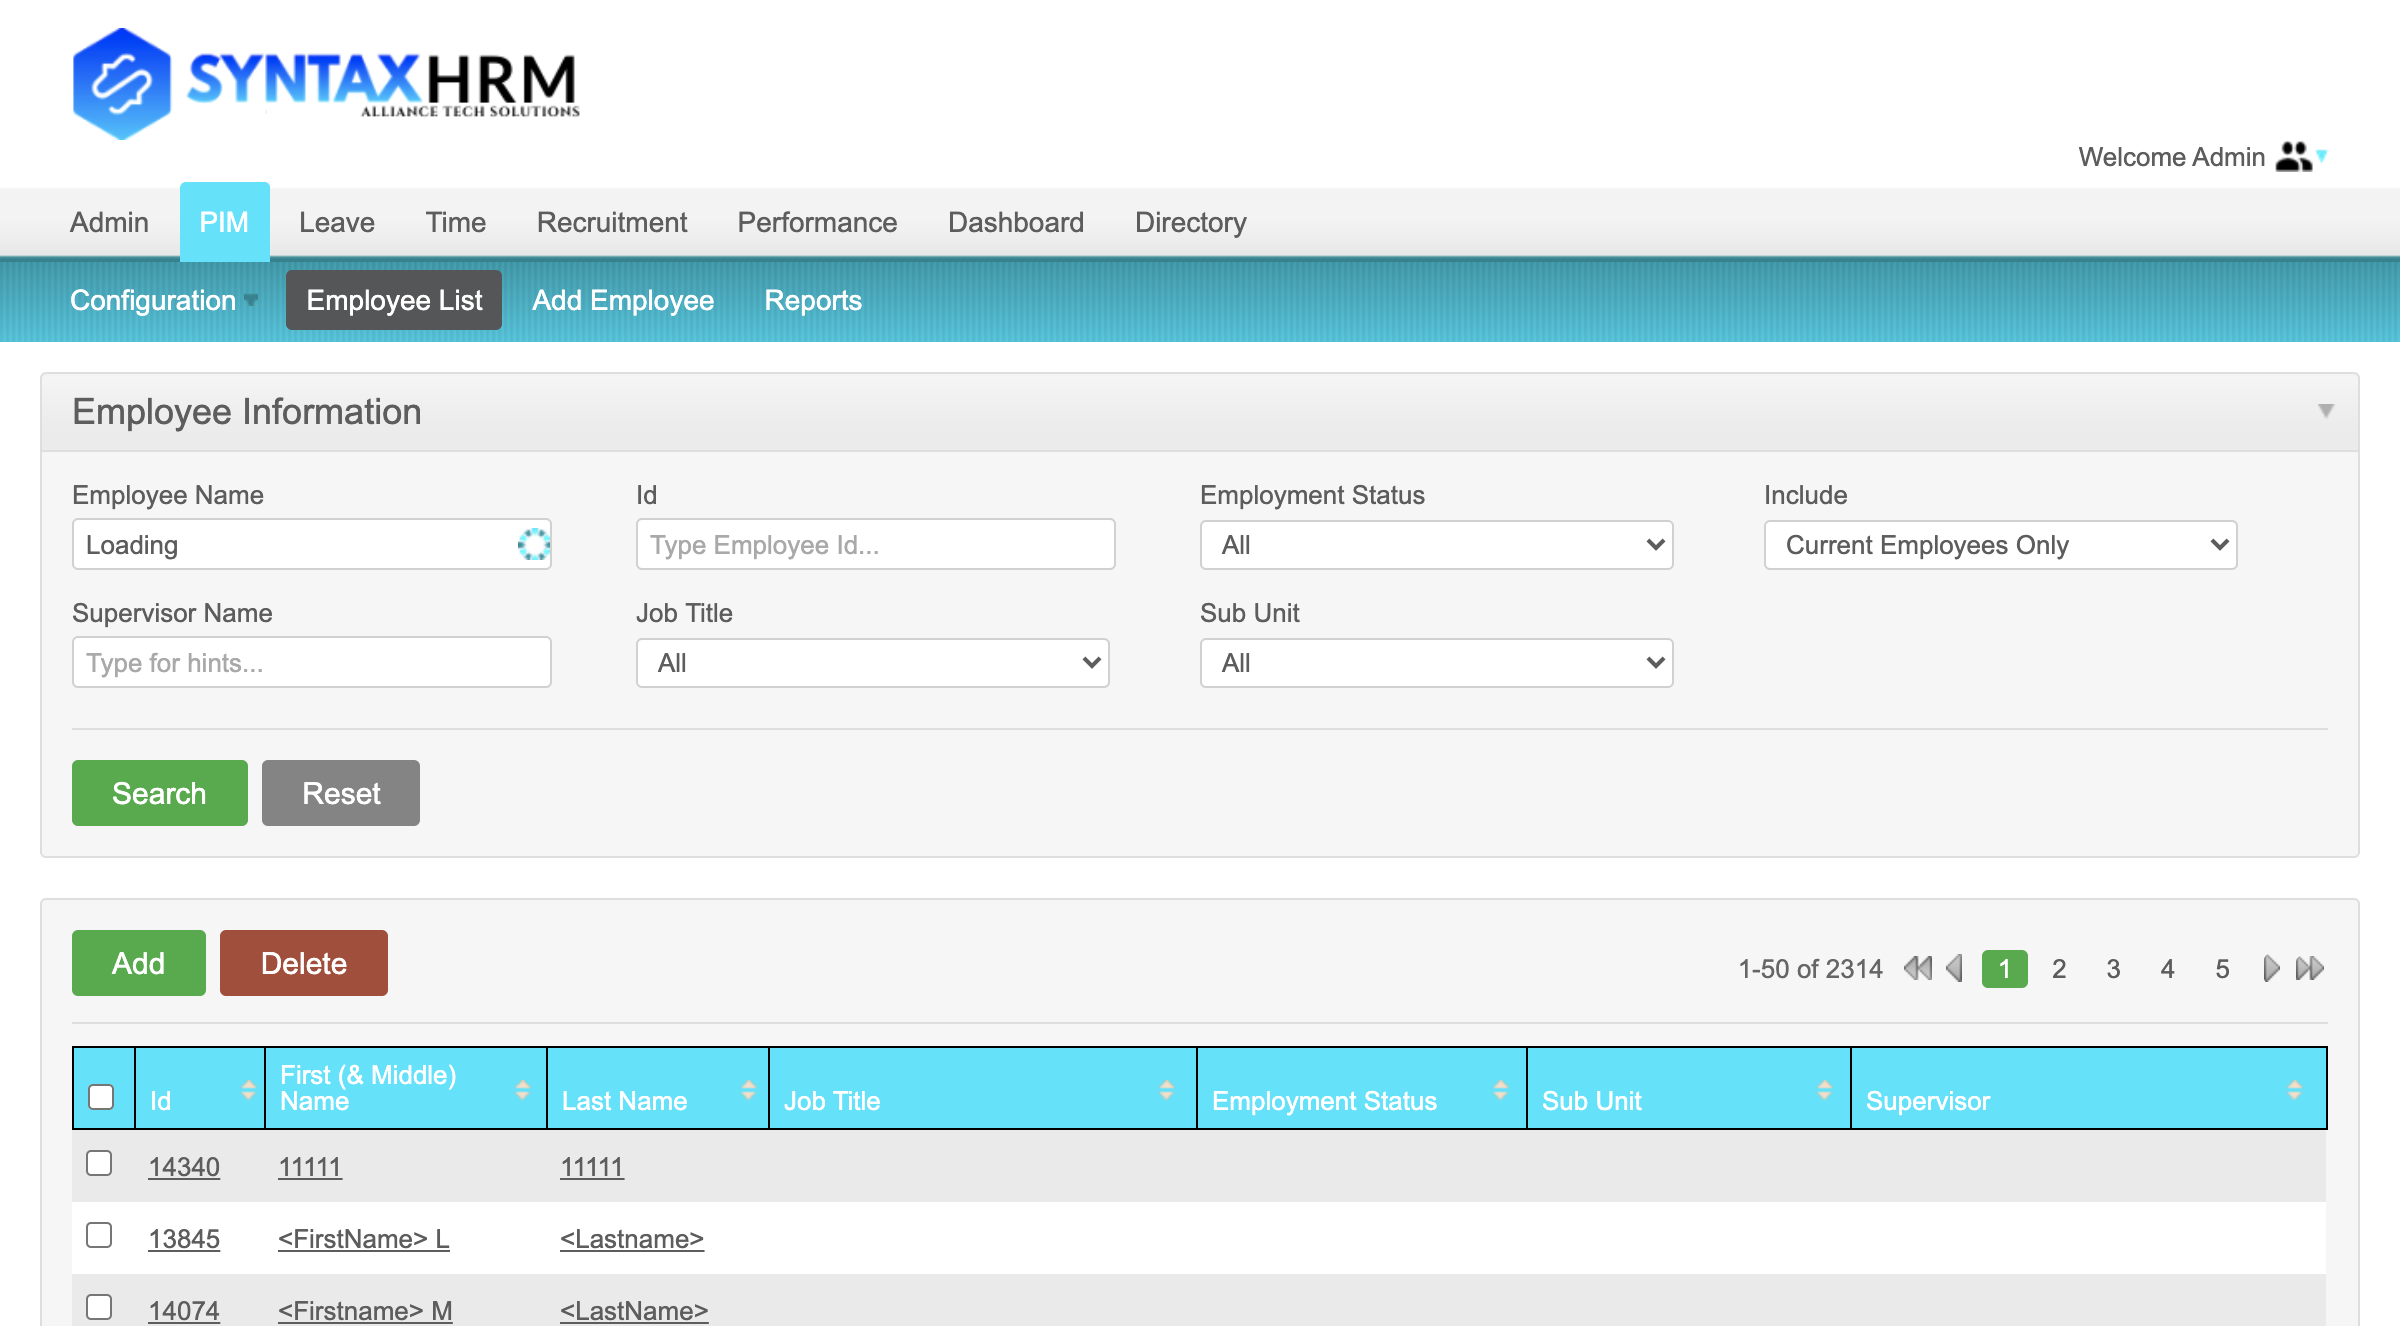 SYNTAXHRM
ALLIANCE TECH SOLUTIONS
Welcome Admin
Admin PIM Leave Time Recruitment Performance Dashboard Directory
Configuration Employee List Add Employee Reports
Employee Information
Employee Name Id Employment Status Include
Loading Type Employee Id... All Current Employees Only
Supervisor Name Job Title Sub Unit
Type for hints... All All
Search Reset
Add Delete 1-50 of 2314 1 2 3 4 5
Id First (& Middle) Name Last Name Job Title Employment Status Sub Unit Supervisor
14340 11111 11111
13845 <FirstName> L <Lastname>
14074 <Firstname> M <LastName>